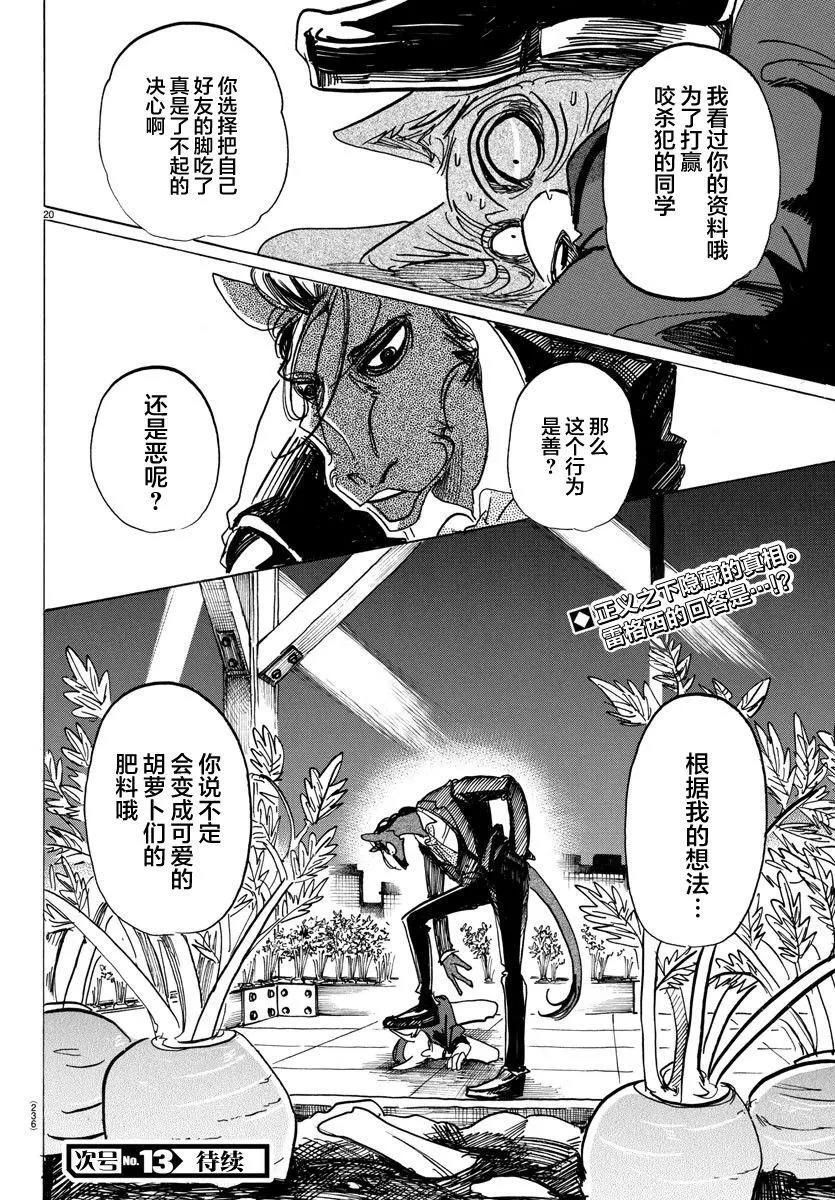 我看过你的资料哦
为了打赢
咬杀犯的同学
你选择把自己
好友的脚吃了
真是了不起的
决心啊
20
那么
这个行为
是善？
还是恶呢？
正义之下隐藏的真相。
雷格西的回答是…!?
根据我的想法…
你说不定
会变成可爱的
胡萝卜们的
肥料哦
(236)
次号No.13待续